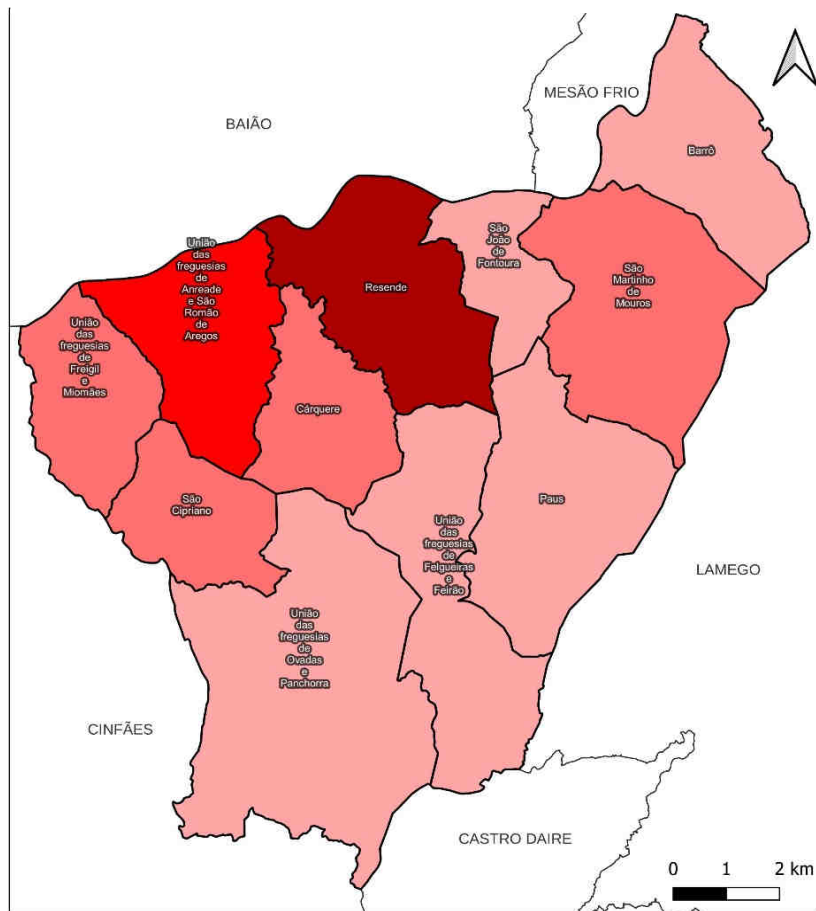 MESÃO FRIO
BAIÃO
Barrô
São
João
de
Fontoura
União
das
freguesias
de
Anreade
e São
Romão
de
Aregos
Resende
São
Martinho
de
Mouros
União
das
freguesias
de
Freigil
e
Miomães
Cárquere
São
Cipriano
Paus
União
das
freguesias
de
Felgueiras
e
Feirão
LAMEGO
União
das
freguesias
de
Ovadas
e
Panchorra
CINFÃES
CASTRO DAIRE
0 1 2 km